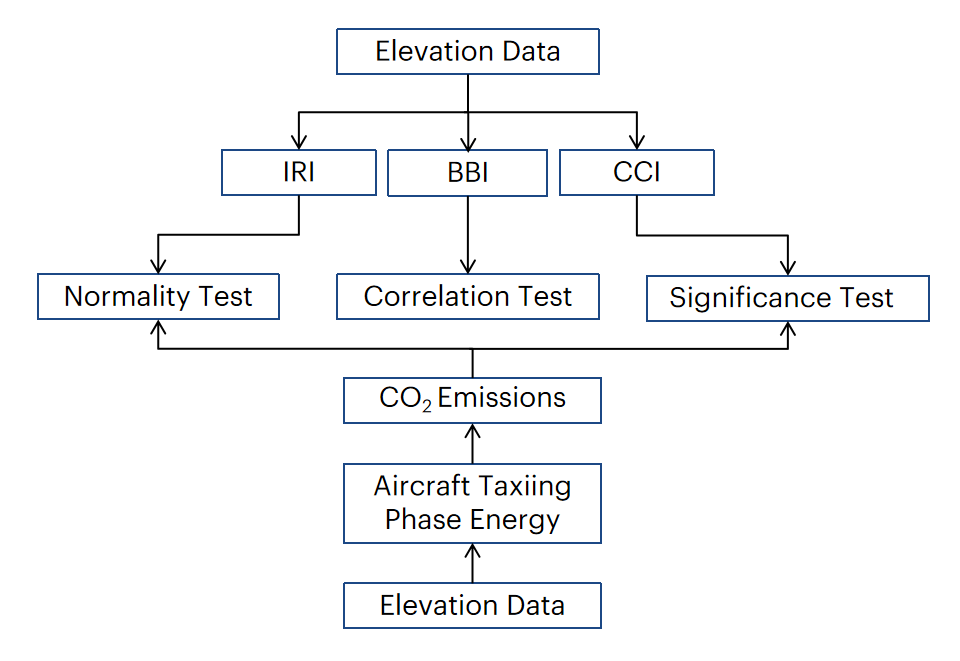 Elevation Data
IRI
BBI
CCI
Normality Test
Correlation Test
Significance Test
CO₂ Emissions
Aircraft Taxiing
Phase Energy
Elevation Data